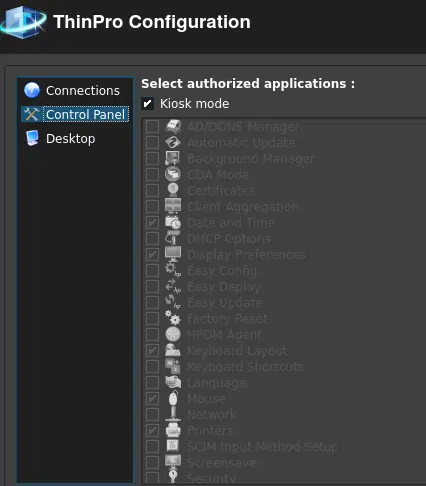 ThinPro Configuration
Connections
Control Panel
Desktop
Select authorized applications :
Kiosk mode
AD/DDNS Manager
Automatic Update
Background Manager
CDA Mode
Certificates
Client Aggregation
Date and Time
DHCP Options
Display Preferences
Easy Config
Easy Deploy
Easy Update
Factory Reset
HPDM Agent
Keyboard Layout
Keyboard Shortcuts
Language
Mouse
Network
Printers
SCIM Input Method Setup
Screensaver
Security